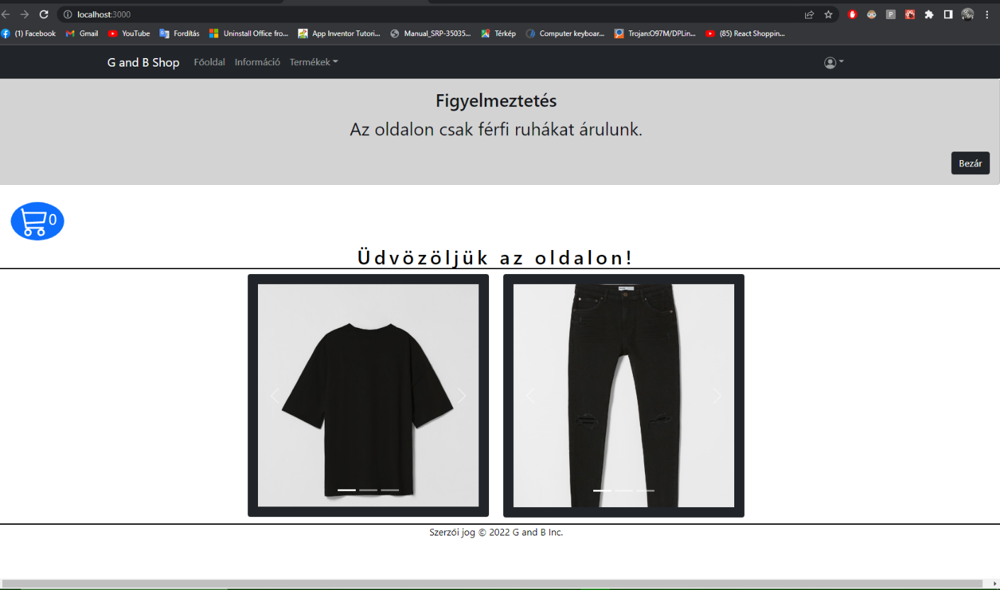 localhost:3000
(1) Facebook Gmail YouTube Fordítás Uninstall Office fro... App Inventor Tutori... Manual_SRP-35035... Térkép Computer keyboar... Trojan:O97M/DPLin... (85) React Shoppin...
G and B Shop Főoldal Információ Termékek
Figyelmeztetés
Az oldalon csak férfi ruhákat árulunk.
Bezár
0
Üdvözöljük az oldalon!
Szerzői jog © 2022 G and B Inc.